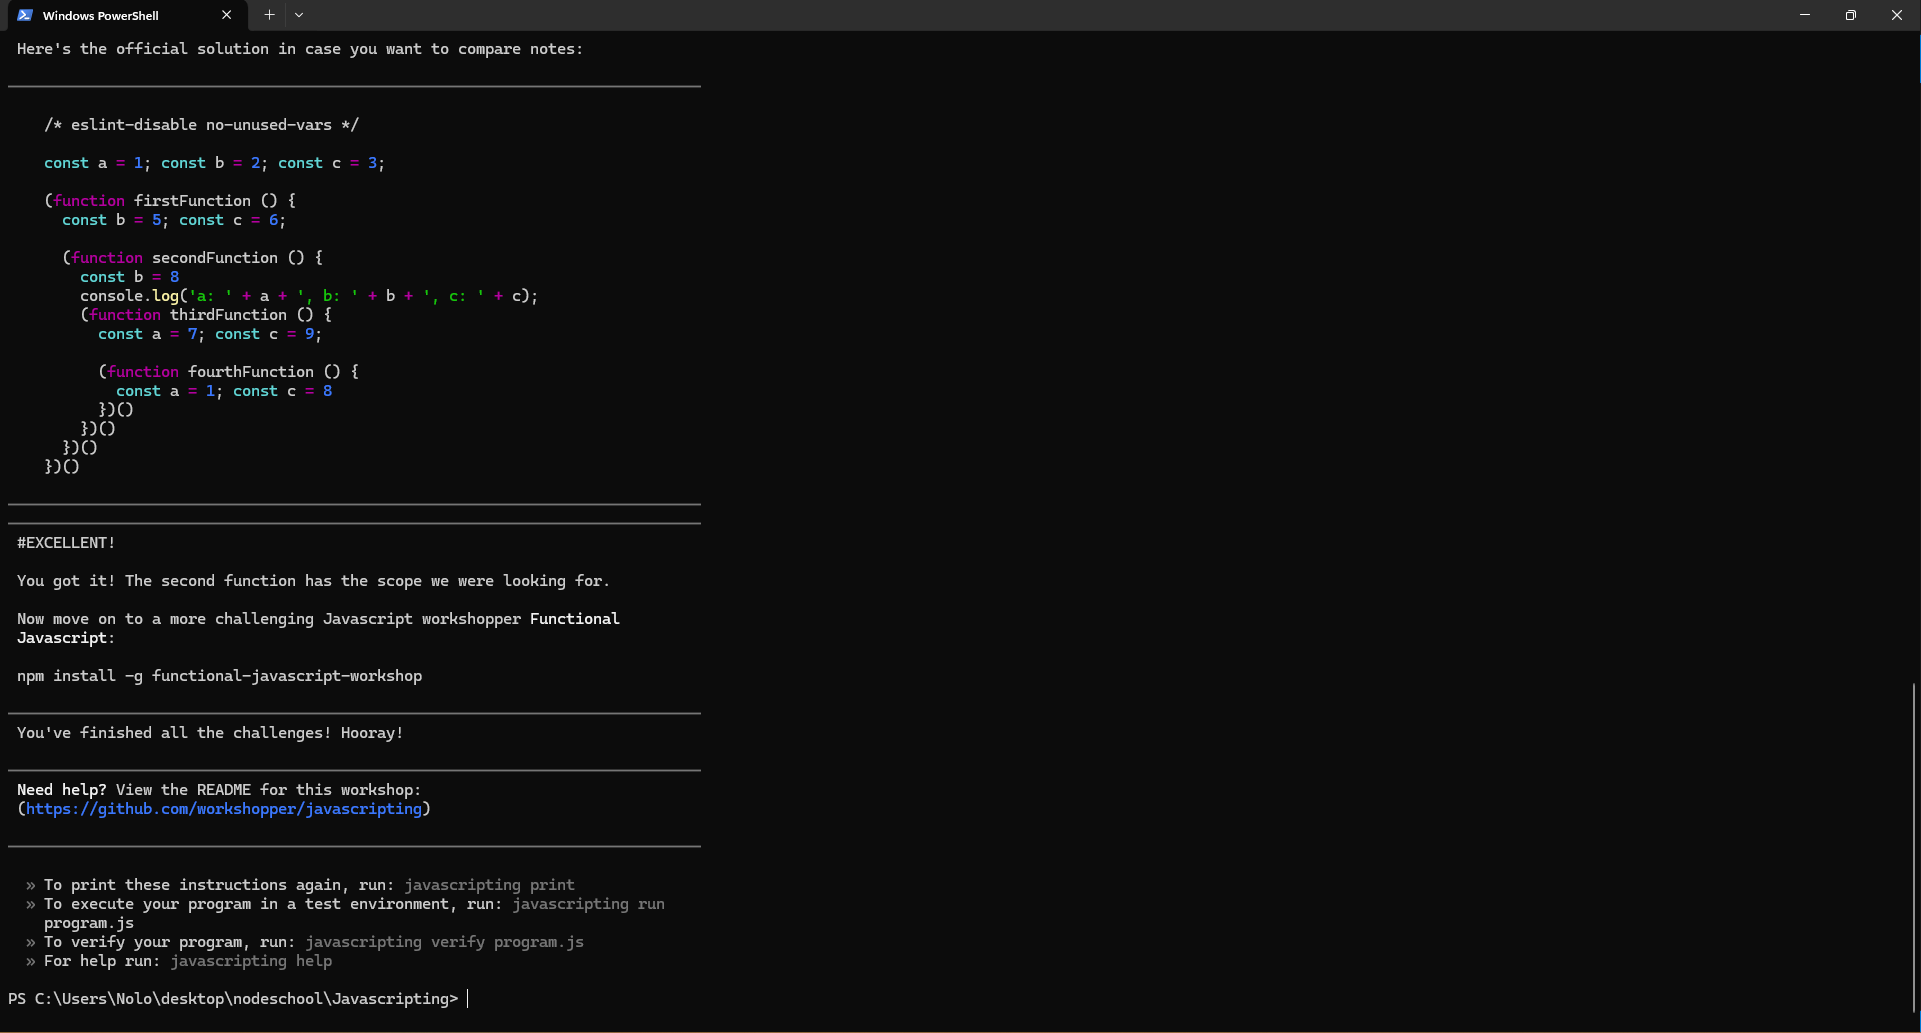 Windows PowerShell
Here's the official solution in case you want to compare notes:
/* eslint-disable no-unused-vars */
const a = 1; const b = 2; const c = 3;
(function firstFunction () {
const b = 5; const c = 6;
(function secondFunction () {
const b = 8
console.log('a: ' + a + ', b: ' + b + ', c: ' + c);
(function thirdFunction () {
const a = 7; const c = 9;
(function fourthFunction () {
const a = 1; const c = 8
})()
})()
})()
})()
#EXCELLENT!
You got it! The second function has the scope we were looking for.
Now move on to a more challenging Javascript workshopper Functional
Javascript:
npm install -g functional-javascript-workshop
You've finished all the challenges! Hooray!
Need help? View the README for this workshop:
(https://github.com/workshopper/javascripting)
» To print these instructions again, run: javascripting print
» To execute your program in a test environment, run: javascripting run
program.js
» To verify your program, run: javascripting verify program.js
» For help run: javascripting help
PS C:\Users\Nolo\desktop\nodeschool\Javascripting>